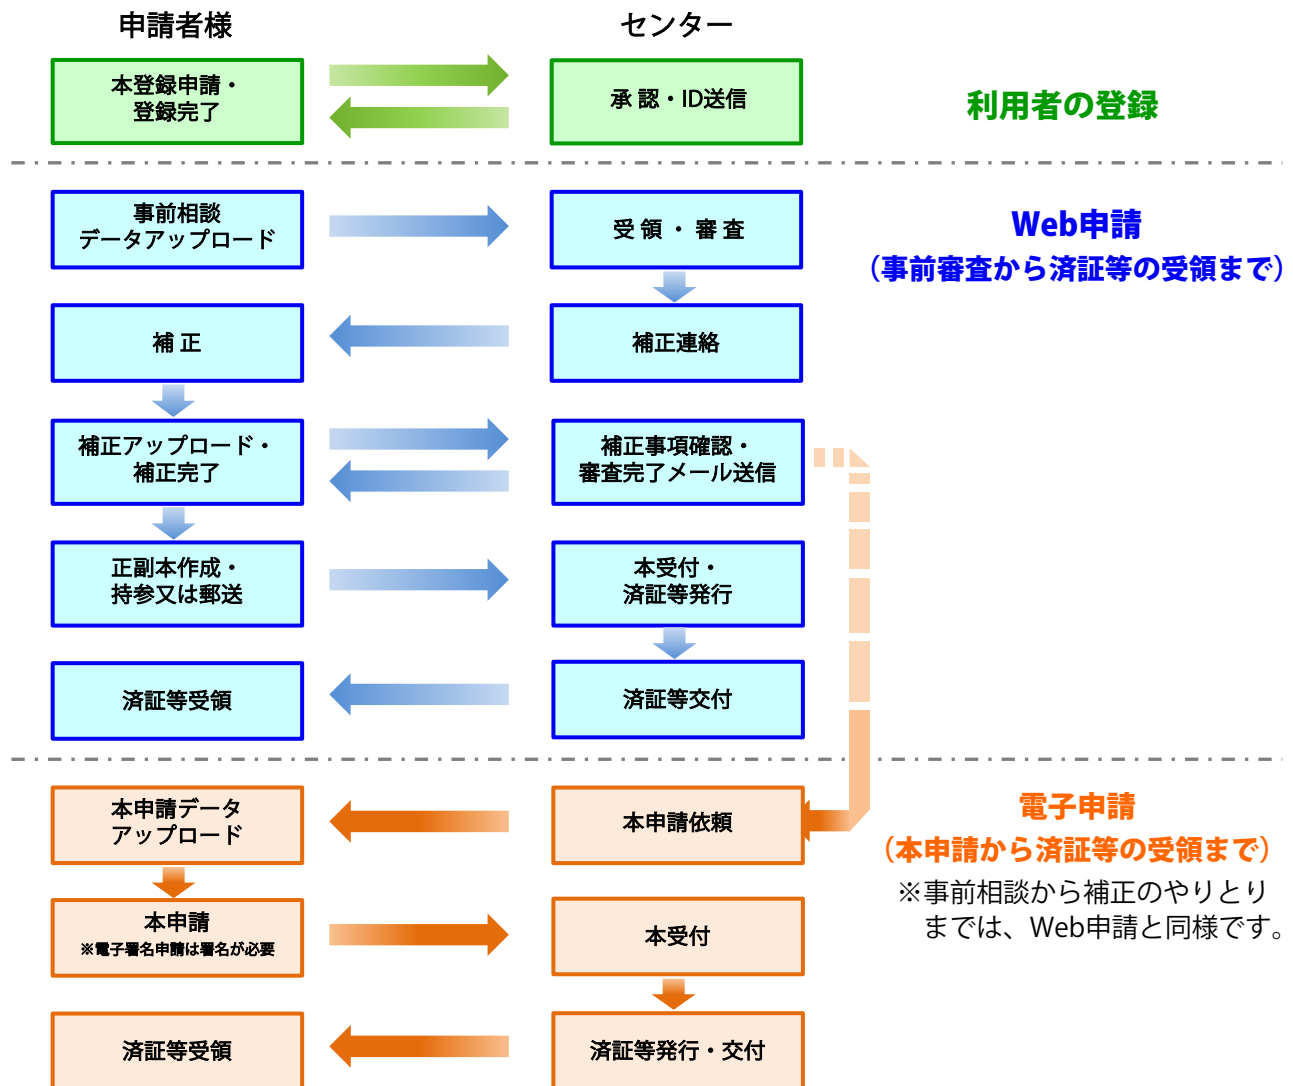 申請者様
センター
本登録申請・
登録完了
承 認・ID送信
利用者の登録
事前相談
データアップロード
受 領 ・ 審 査
Web申請
（事前審査から済証等の受領まで）
補 正
補正連絡
補正アップロード・
補正完了
補正事項確認・
審査完了メール送信
正副本作成・
持参又は郵送
本受付・
済証等発行
済証等受領
済証等交付
本申請データ
アップロード
本申請依頼
電子申請
（本申請から済証等の受領まで）
※事前相談から補正のやりとり
までは、Web申請と同様です。
本申請
※電子署名申請は署名が必要
本受付
済証等受領
済証等発行・交付